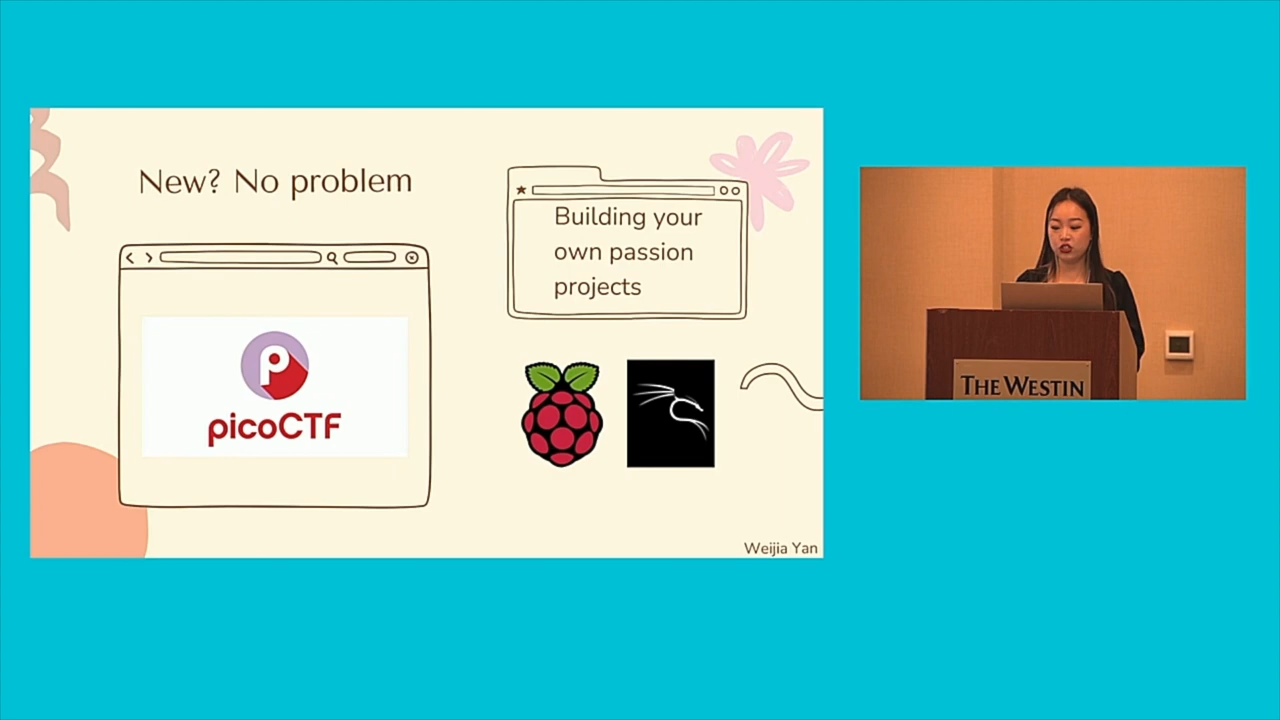 New? No problem
picoCTF
Building your
own passion
projects
Weijia Yan
THE WESTIN